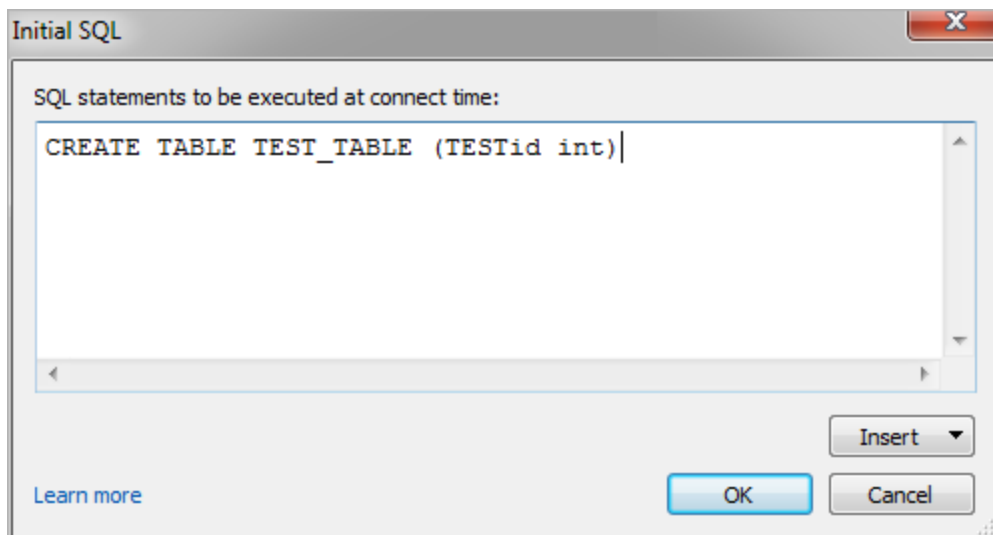 Initial SQL
SQL statements to be executed at connect time:
CREATE TABLE TEST_TABLE (TESTid int)
Insert
Learn more
OK
Cancel